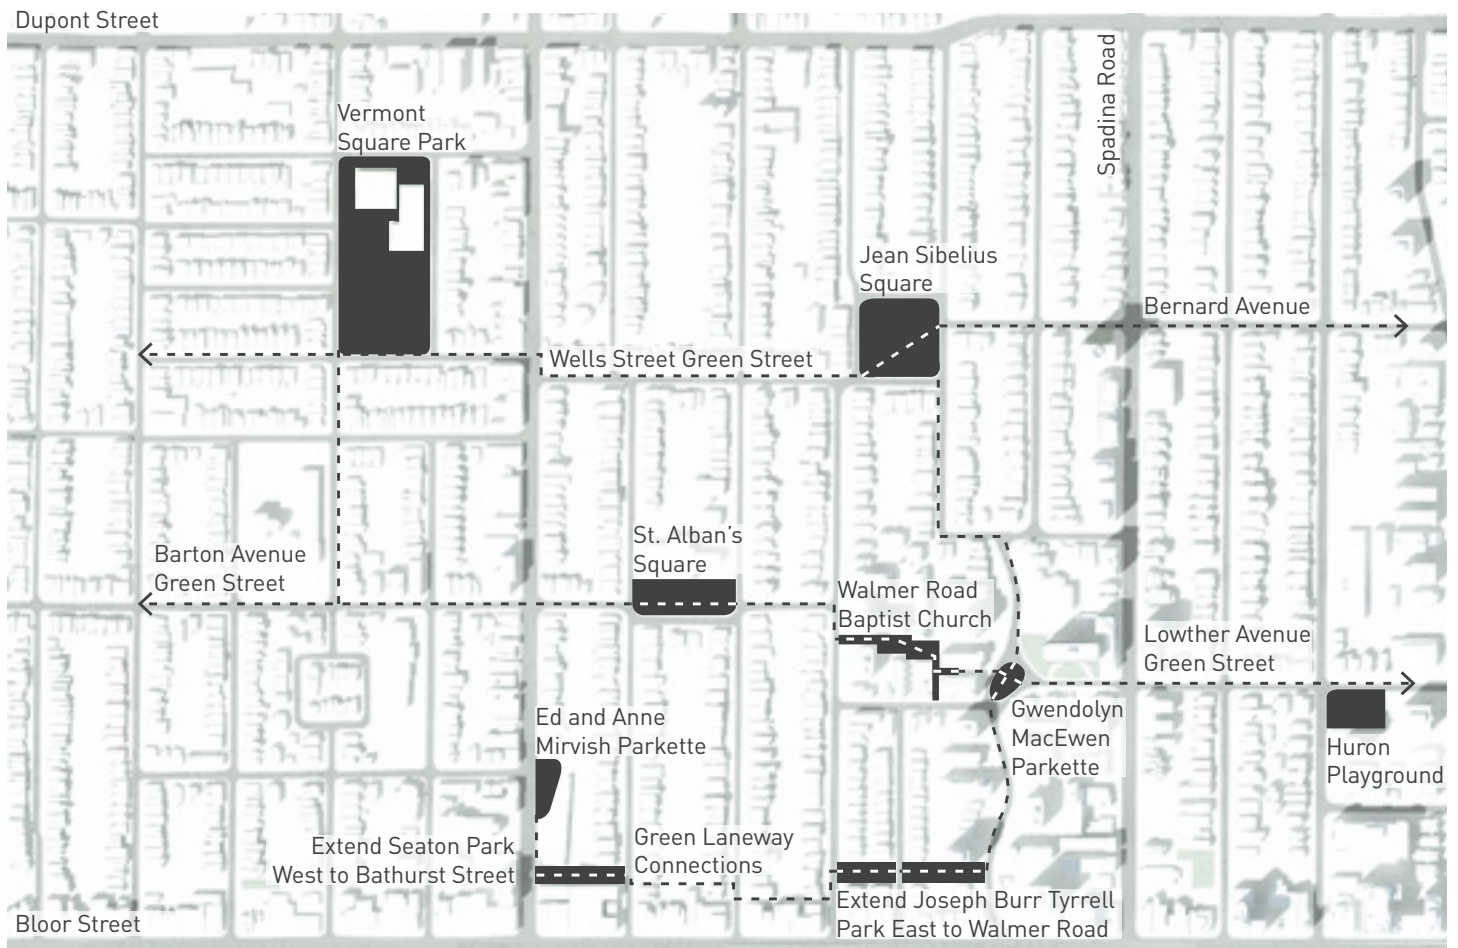 Dupont Street
Spadina Road
Vermont
Square Park
Jean Sibelius
Square
Bernard Avenue
Wells Street Green Street
St. Alban's
Square
Barton Avenue
Green Street
Walmer Road
Baptist Church
Lowther Avenue
Green Street
Ed and Anne
Mirvish Parkette
Gwendolyn
MacEwen
Parkette
Huron
Playground
Extend Seaton Park
West to Bathurst Street
Green Laneway
Connections
Extend Joseph Burr Tyrrell
Park East to Walmer Road
Bloor Street